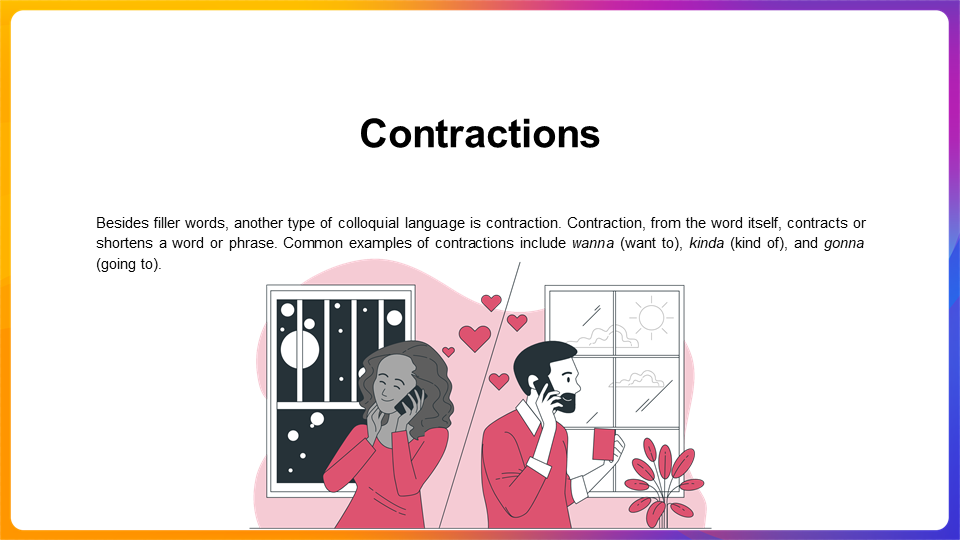 Contractions
Besides filler words, another type of colloquial language is contraction. Contraction, from the word itself, contracts or
shortens a word or phrase. Common examples of contractions include wanna (want to), kinda (kind of), and gonna
(going to).